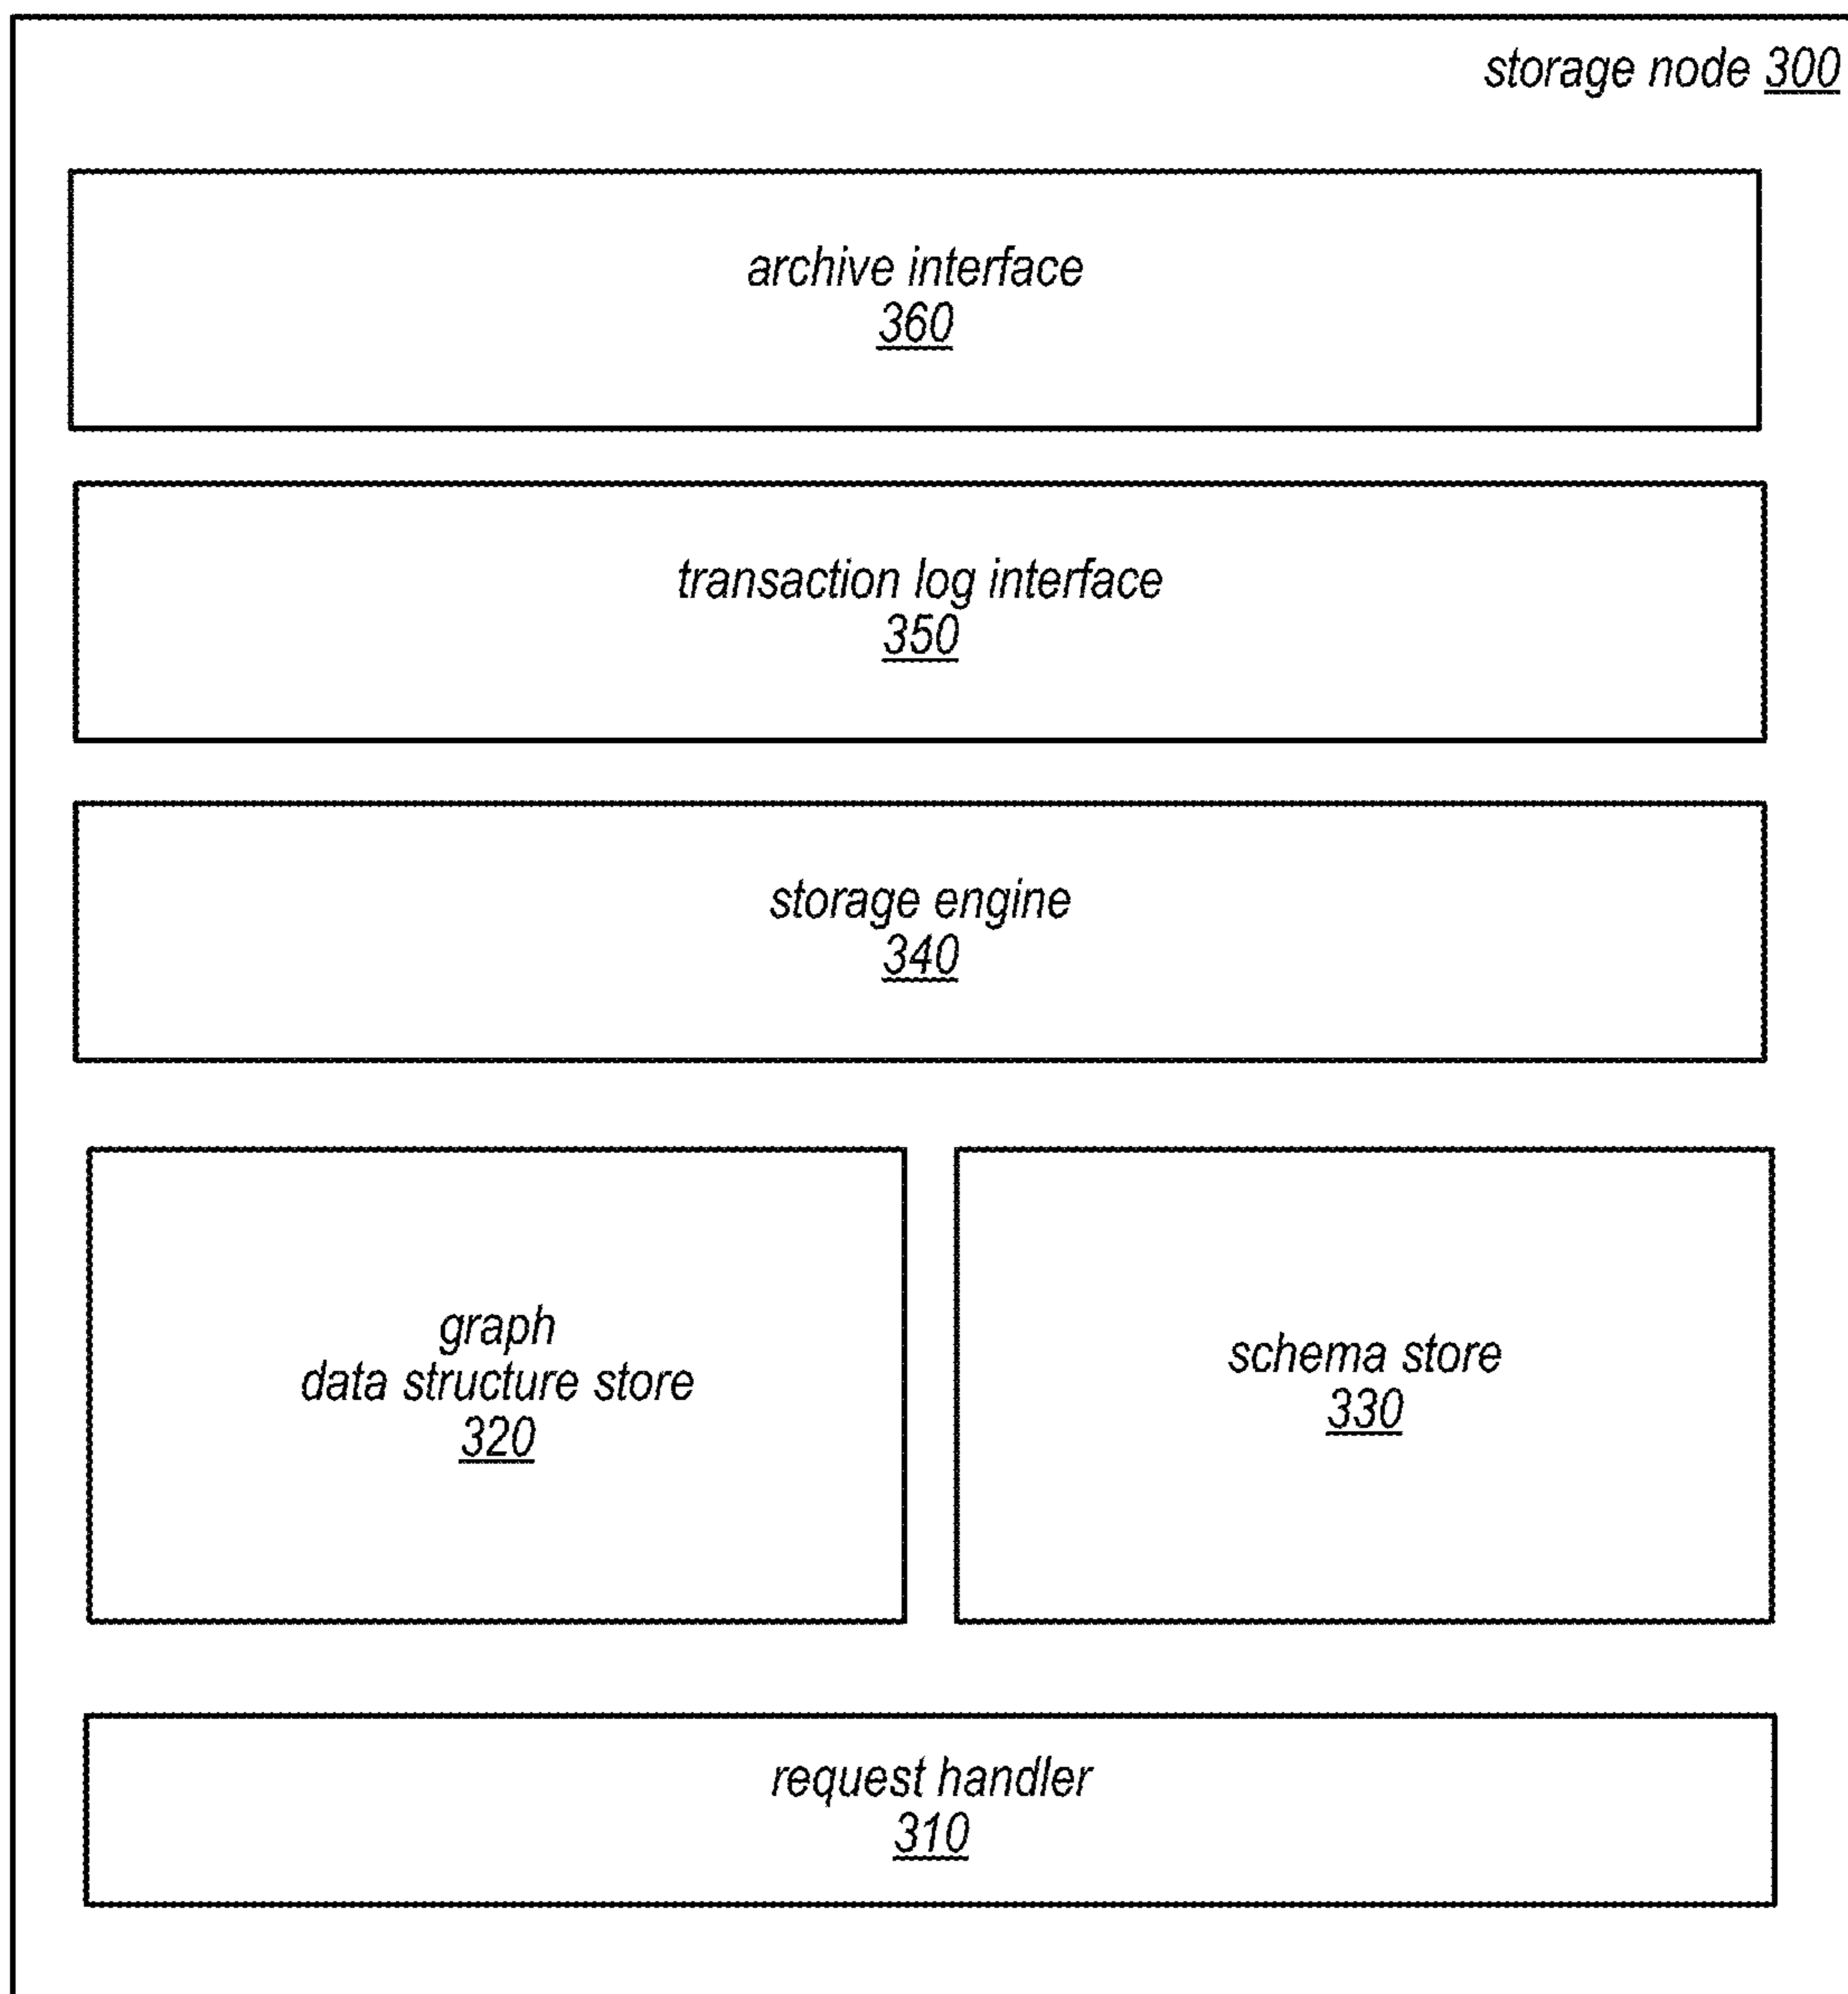 storage node 300
archive interface
360
transaction log interface
350
storage engine
340
graph
data structure store
320
schema store
330
request handler
310